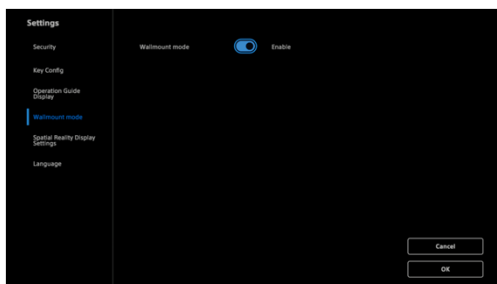 Settings
Security
Wallmount mode
Enable
Key Config
Operation Guide
Display
Wallmount mode
Spatial Reality Display
Settings
Language
Cancel
OK